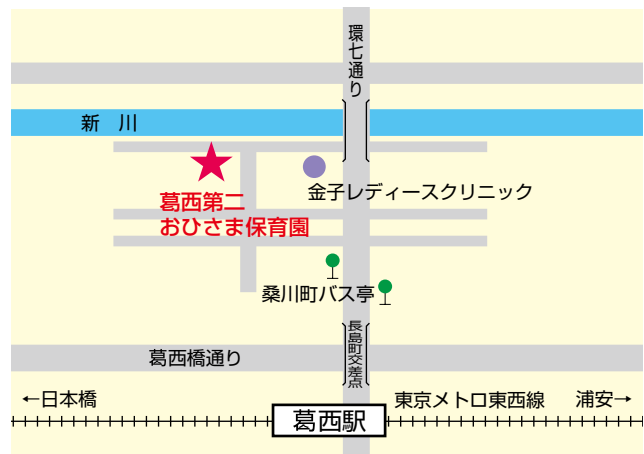 環七通り
新 川
金子レディースクリニック
葛西第二
おひさま保育園
桑川町バス亭
長島町交差点
葛西橋通り
←日本橋
東京メトロ東西線
浦安→
葛西駅